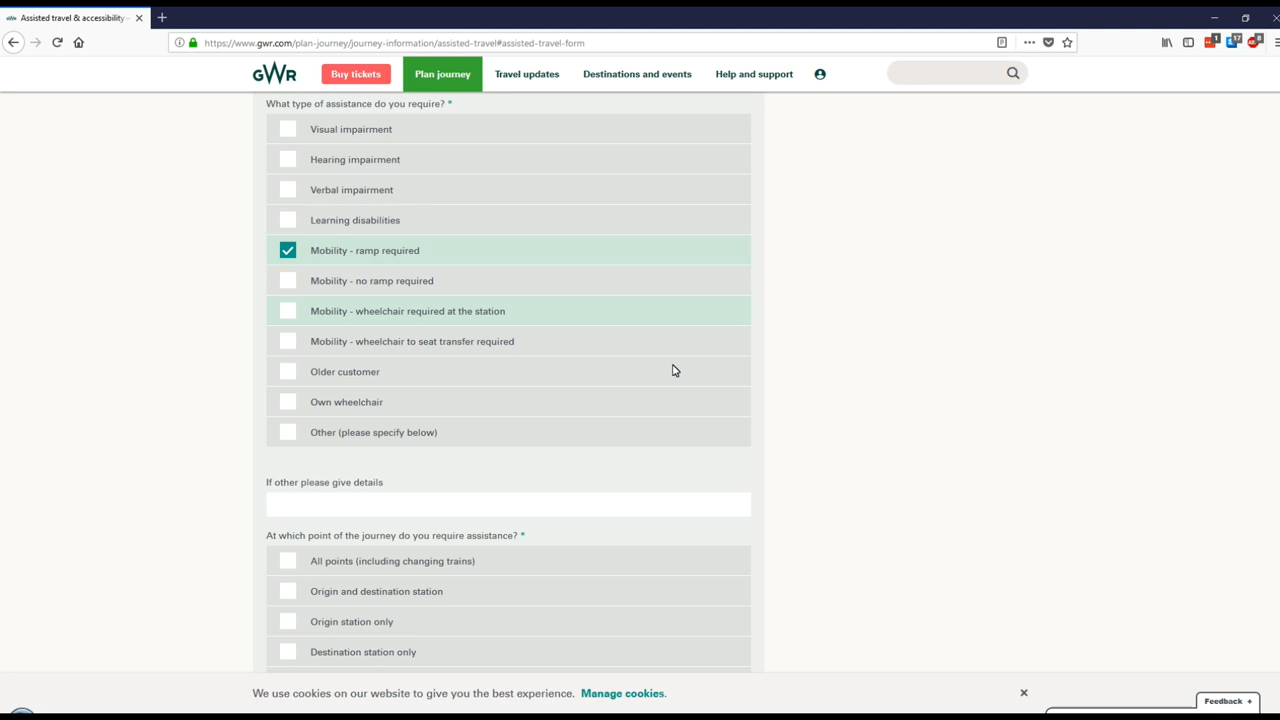 Assisted travel & accessibility -
https://www.gwr.com/plan-journey/journey-information/assisted-travel#assisted-travel-form
1
17
8
GWR
Buy tickets
Plan journey
Travel updates
Destinations and events
Help and support
What type of assistance do you require? *
Visual impairment
Hearing impairment
Verbal impairment
Learning disabilities
Mobility - ramp required
Mobility - no ramp required
Mobility - wheelchair required at the station
Mobility - wheelchair to seat transfer required
Older customer
Own wheelchair
Other (please specify below)
If other please give details
At which point of the journey do you require assistance? *
All points (including changing trains)
Origin and destination station
Origin station only
Destination station only
We use cookies on our website to give you the best experience. Manage cookies.
Feedback +